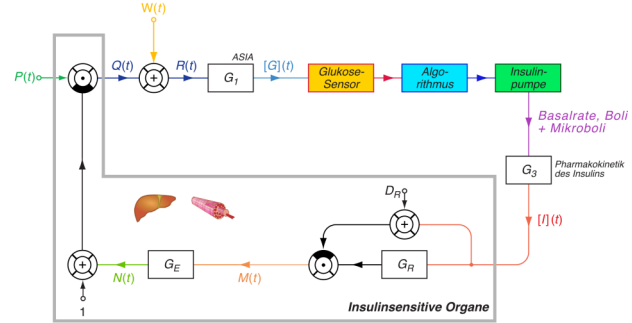 W(t)
P(t)
Q(t)
+
R(t)
ASIA
G1
[G](t)
Glukose-
Sensor
Algo-
rithmus
Insulin-
pumpe
Basalrate, Boli
+ Mikroboli
G3
Pharmakokinetik
des Insulins
DR
+
[I](t)
+
N(t)
GE
M(t)
GR
1
Insulinsensitive Organe